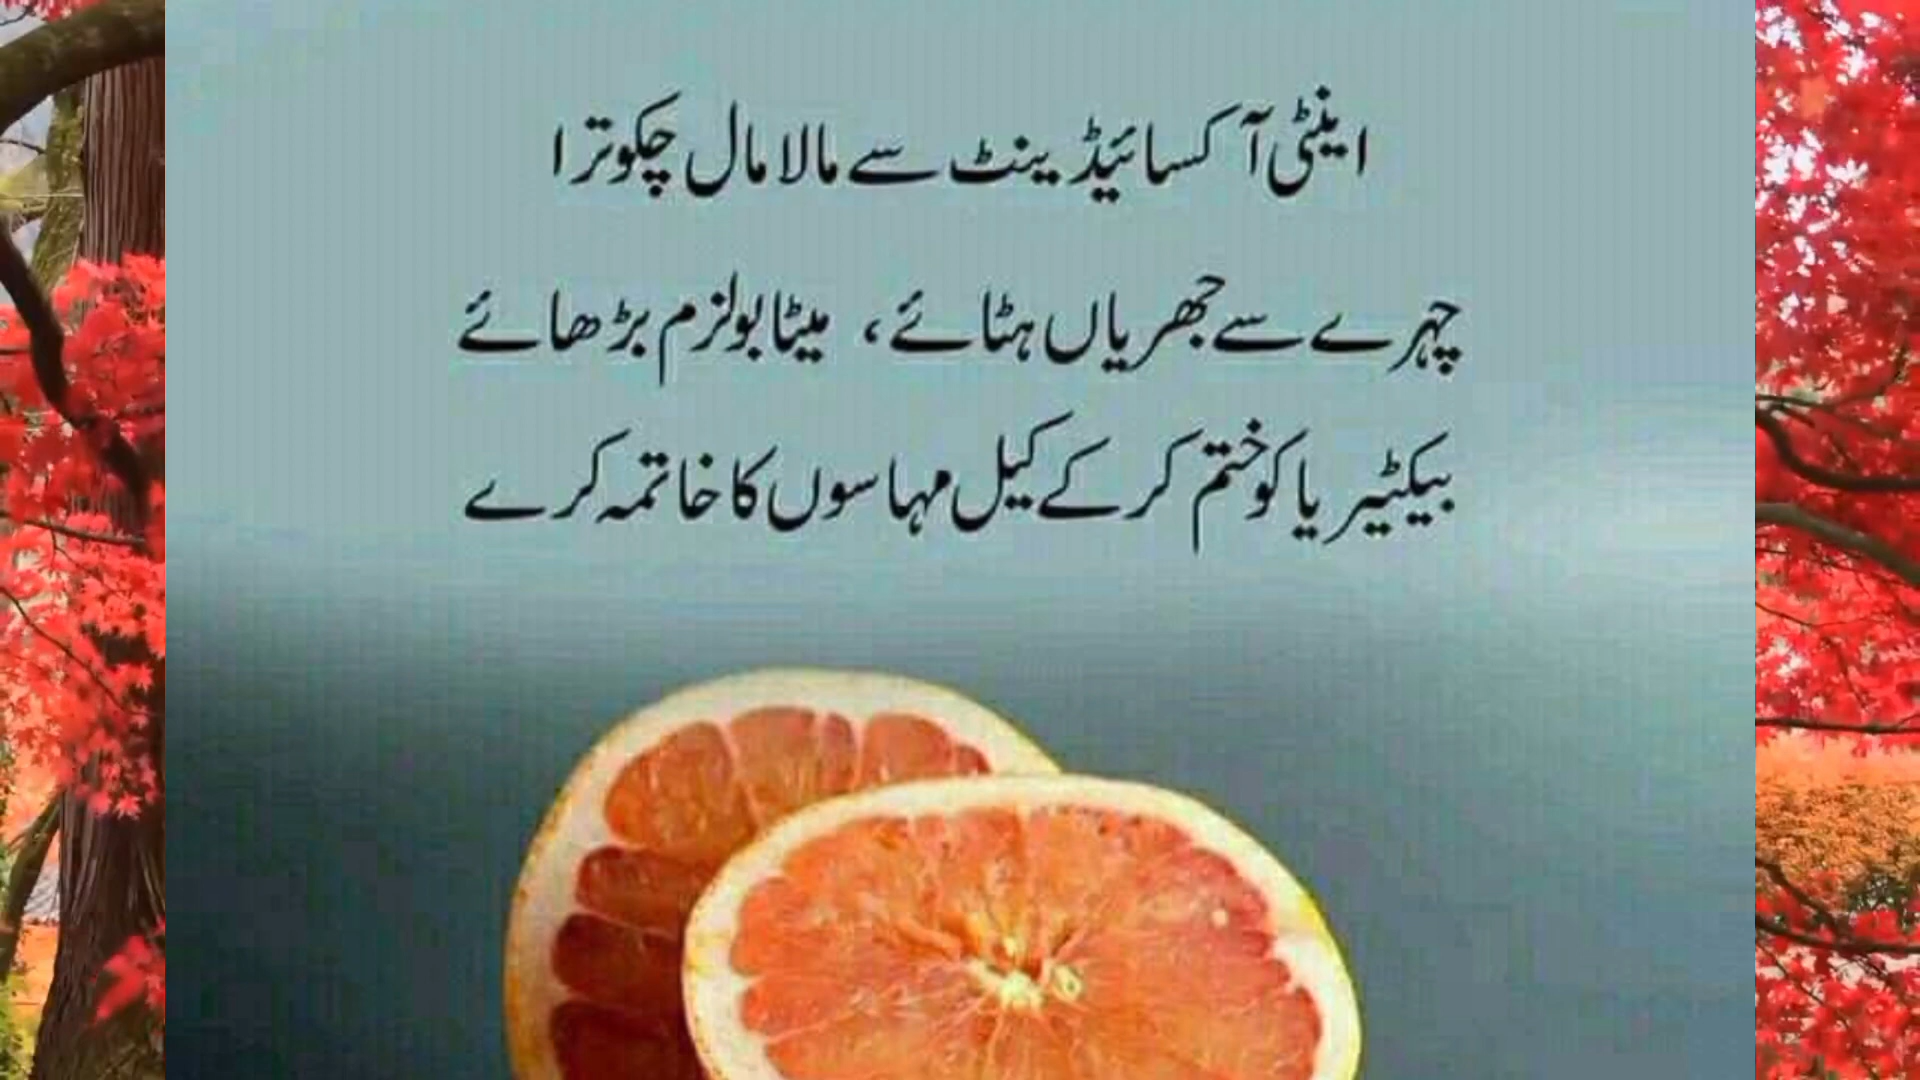 اینٹی آکسائیڈینٹ سے مالا مال چکوترا
چہرے سے جھریاں ہٹائے، میٹابولزم بڑھائے
بیکٹیریا کو ختم کر کے کیل مہاسوں کا خاتمہ کرے